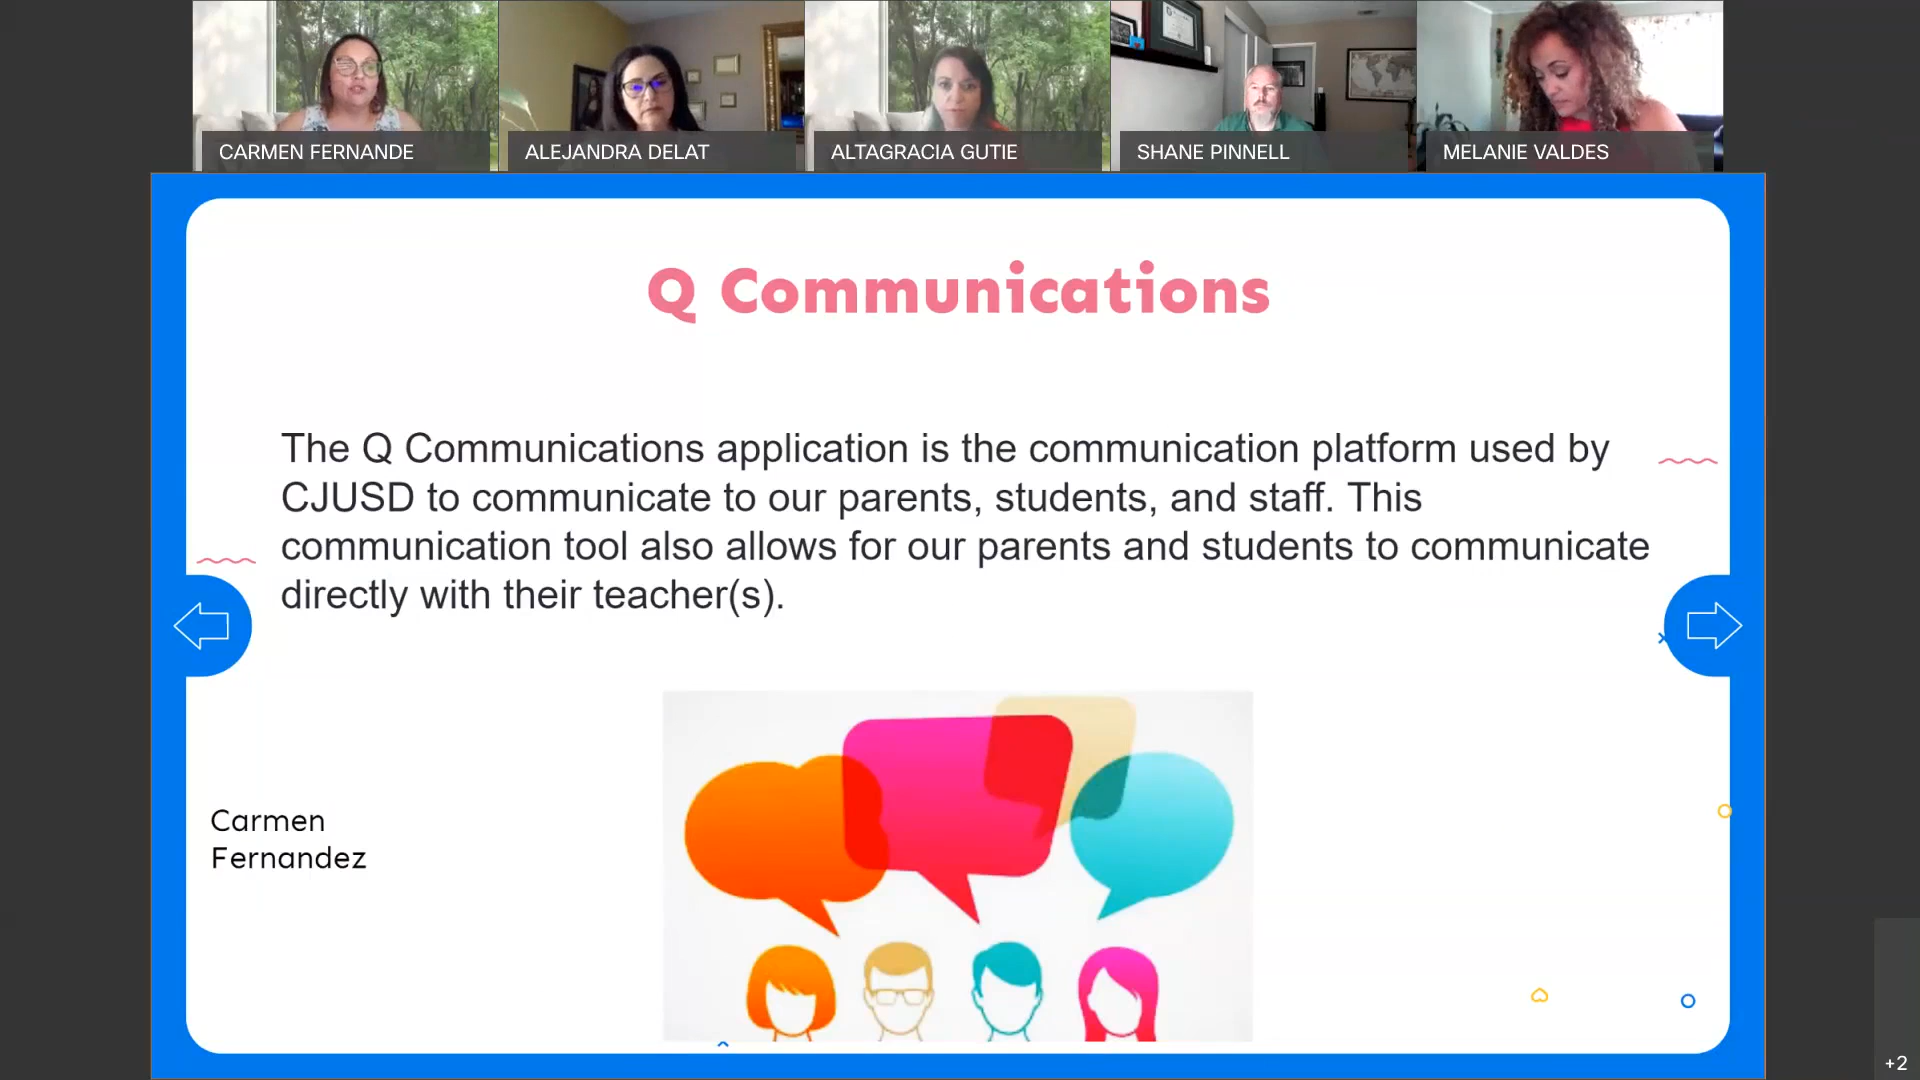 CARMEN FERNANDE
ALEJANDRA DELAT
ALTAGRACIA GUTIE
SHANE PINNELL
MELANIE VALDES
Q Communications
The Q Communications application is the communication platform used by
CJUSD to communicate to our parents, students, and staff. This
communication tool also allows for our parents and students to communicate
directly with their teacher(s).
Carmen
Fernandez
+2